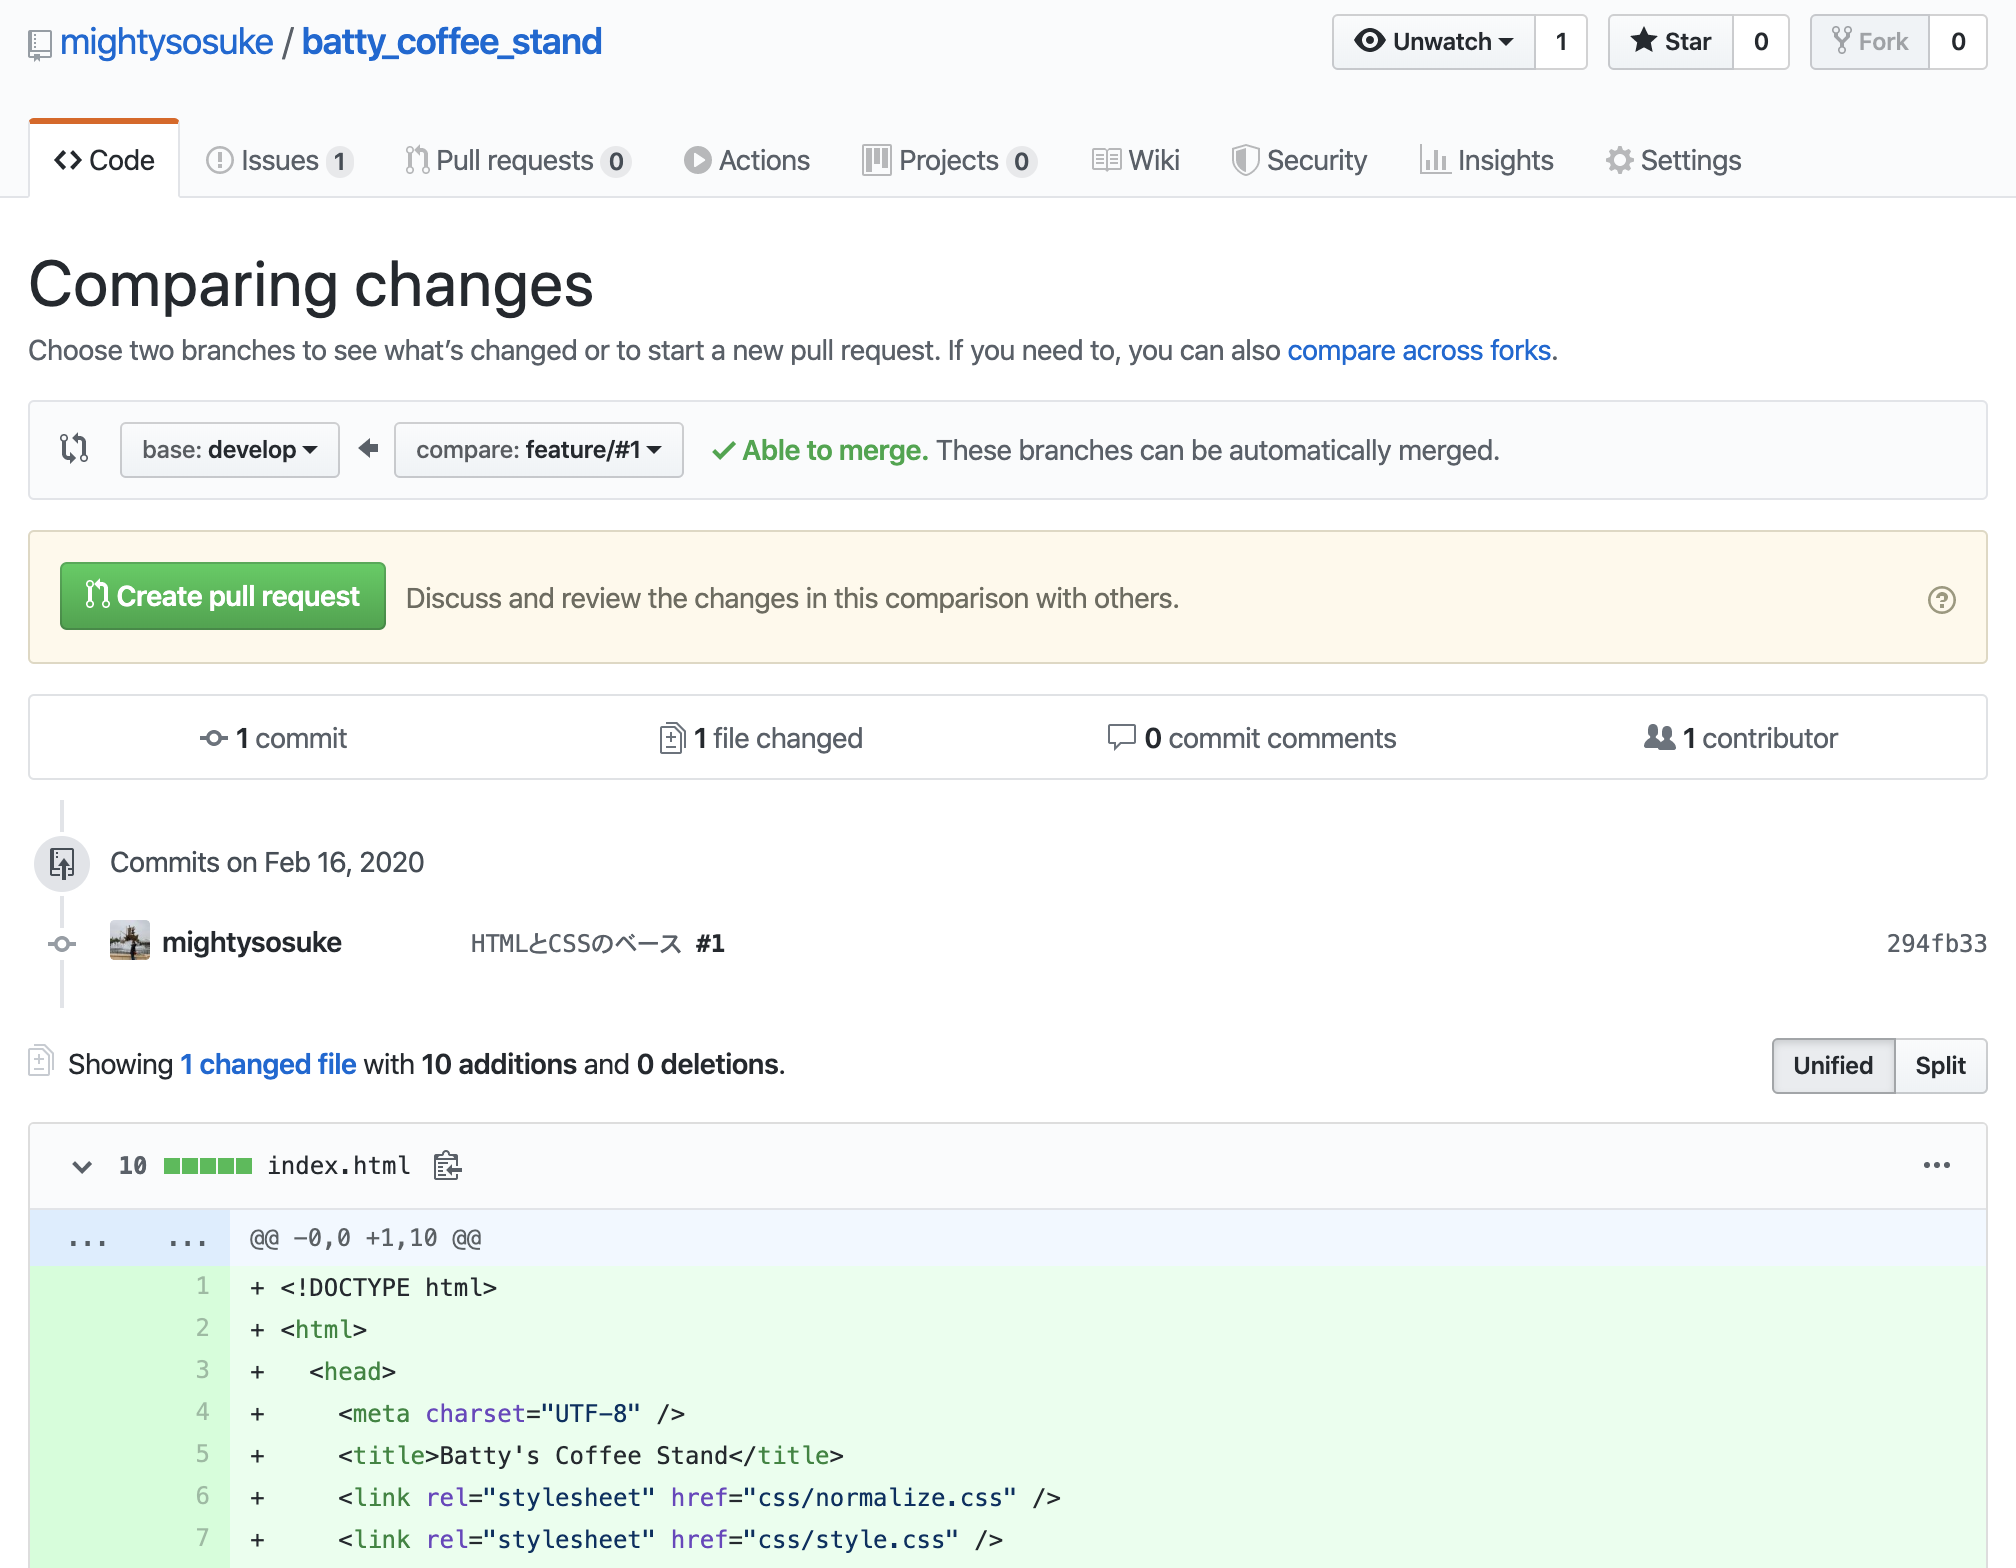 mightysosuke / batty_coffee_stand
Unwatch 1 Star 0 Fork 0
Code Issues 1 Pull requests 0 Actions Projects 0 Wiki Security Insights Settings
Comparing changes
Choose two branches to see what's changed or to start a new pull request. If you need to, you can also compare across forks.
base: develop compare: feature/#1 Able to merge. These branches can be automatically merged.
Create pull request Discuss and review the changes in this comparison with others.
1 commit 1 file changed 0 commit comments 1 contributor
Commits on Feb 16, 2020
mightysosuke HTMLとCSSのベース #1 294fb33
Showing 1 changed file with 10 additions and 0 deletions.
Unified Split
10 index.html
... ... @@ -0,0 +1,10 @@
1 + <!DOCTYPE html>
2 + <html>
3 + <head>
4 + <meta charset="UTF-8" />
5 + <title>Batty's Coffee Stand</title>
6 + <link rel="stylesheet" href="css/normalize.css" />
7 + <link rel="stylesheet" href="css/style.css" />